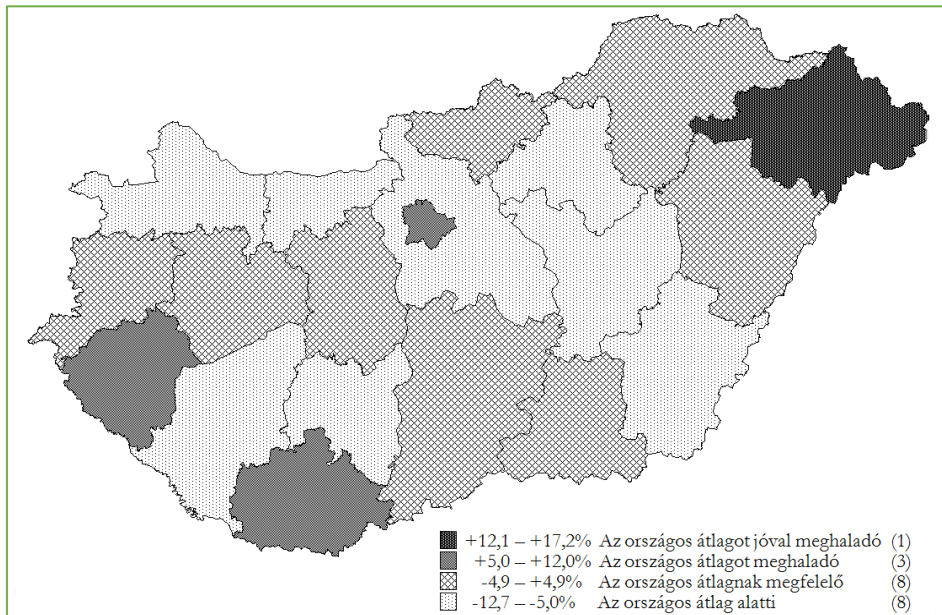 +12,1 – +17,2% Az országos átlagot jóval meghaladó (1)
+5,0 – +12,0% Az országos átlagot meghaladó (3)
-4,9 – +4,9% Az országos átlagnak megfelelő (8)
-12,7 – -5,0% Az országos átlag alatti (8)